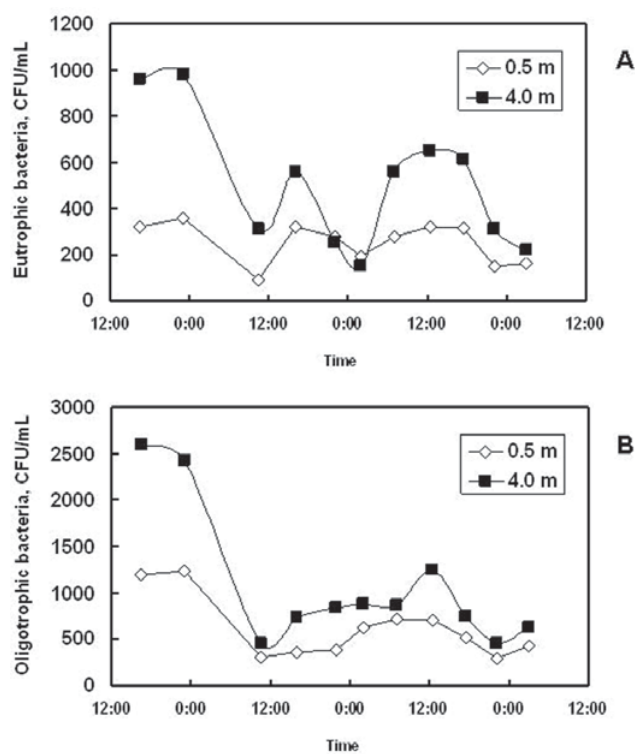 1200
1000
800
600
400
200
0
Eutrophic bacteria, CFU/mL
0.5 m
4.0 m
A
12:00 0:00 12:00 0:00 12:00 0:00 12:00
Time
3000
2500
2000
1500
1000
500
0
Oligotrophic bacteria, CFU/mL
0.5 m
4.0 m
B
12:00 0:00 12:00 0:00 12:00 0:00 12:00
Time